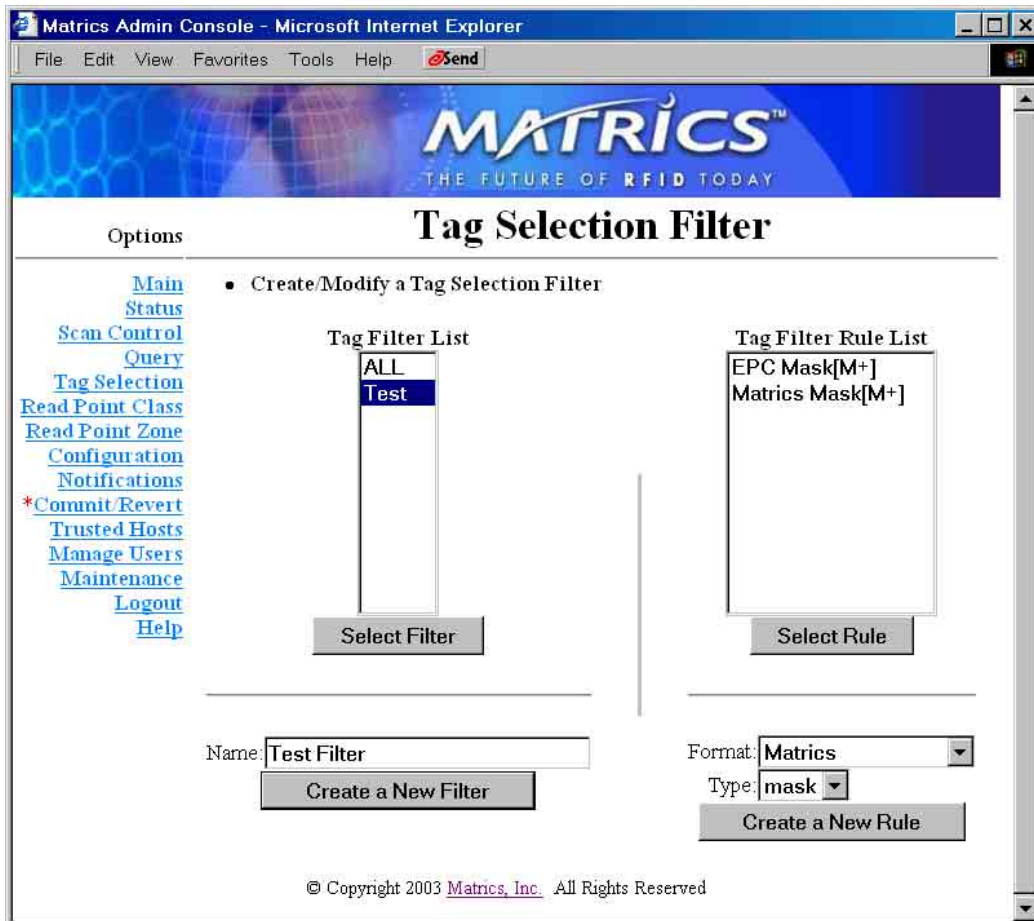 Matrics Admin Console - Microsoft Internet Explorer
File Edit View Favorites Tools Help eSend
MATRICS™
THE FUTURE OF RFID TODAY
Options
Tag Selection Filter
Main
Status
Scan Control
Query
Tag Selection
Read Point Class
Read Point Zone
Configuration
Notifications
*Commit/Revert
Trusted Hosts
Manage Users
Maintenance
Logout
Help
• Create/Modify a Tag Selection Filter
Tag Filter List
ALL
Test
Select Filter
Tag Filter Rule List
EPC Mask[M+]
Matrics Mask[M+]
Select Rule
Name: Test Filter
Create a New Filter
Format: Matrics
Type: mask
Create a New Rule
© Copyright 2003 Matrics, Inc. All Rights Reserved